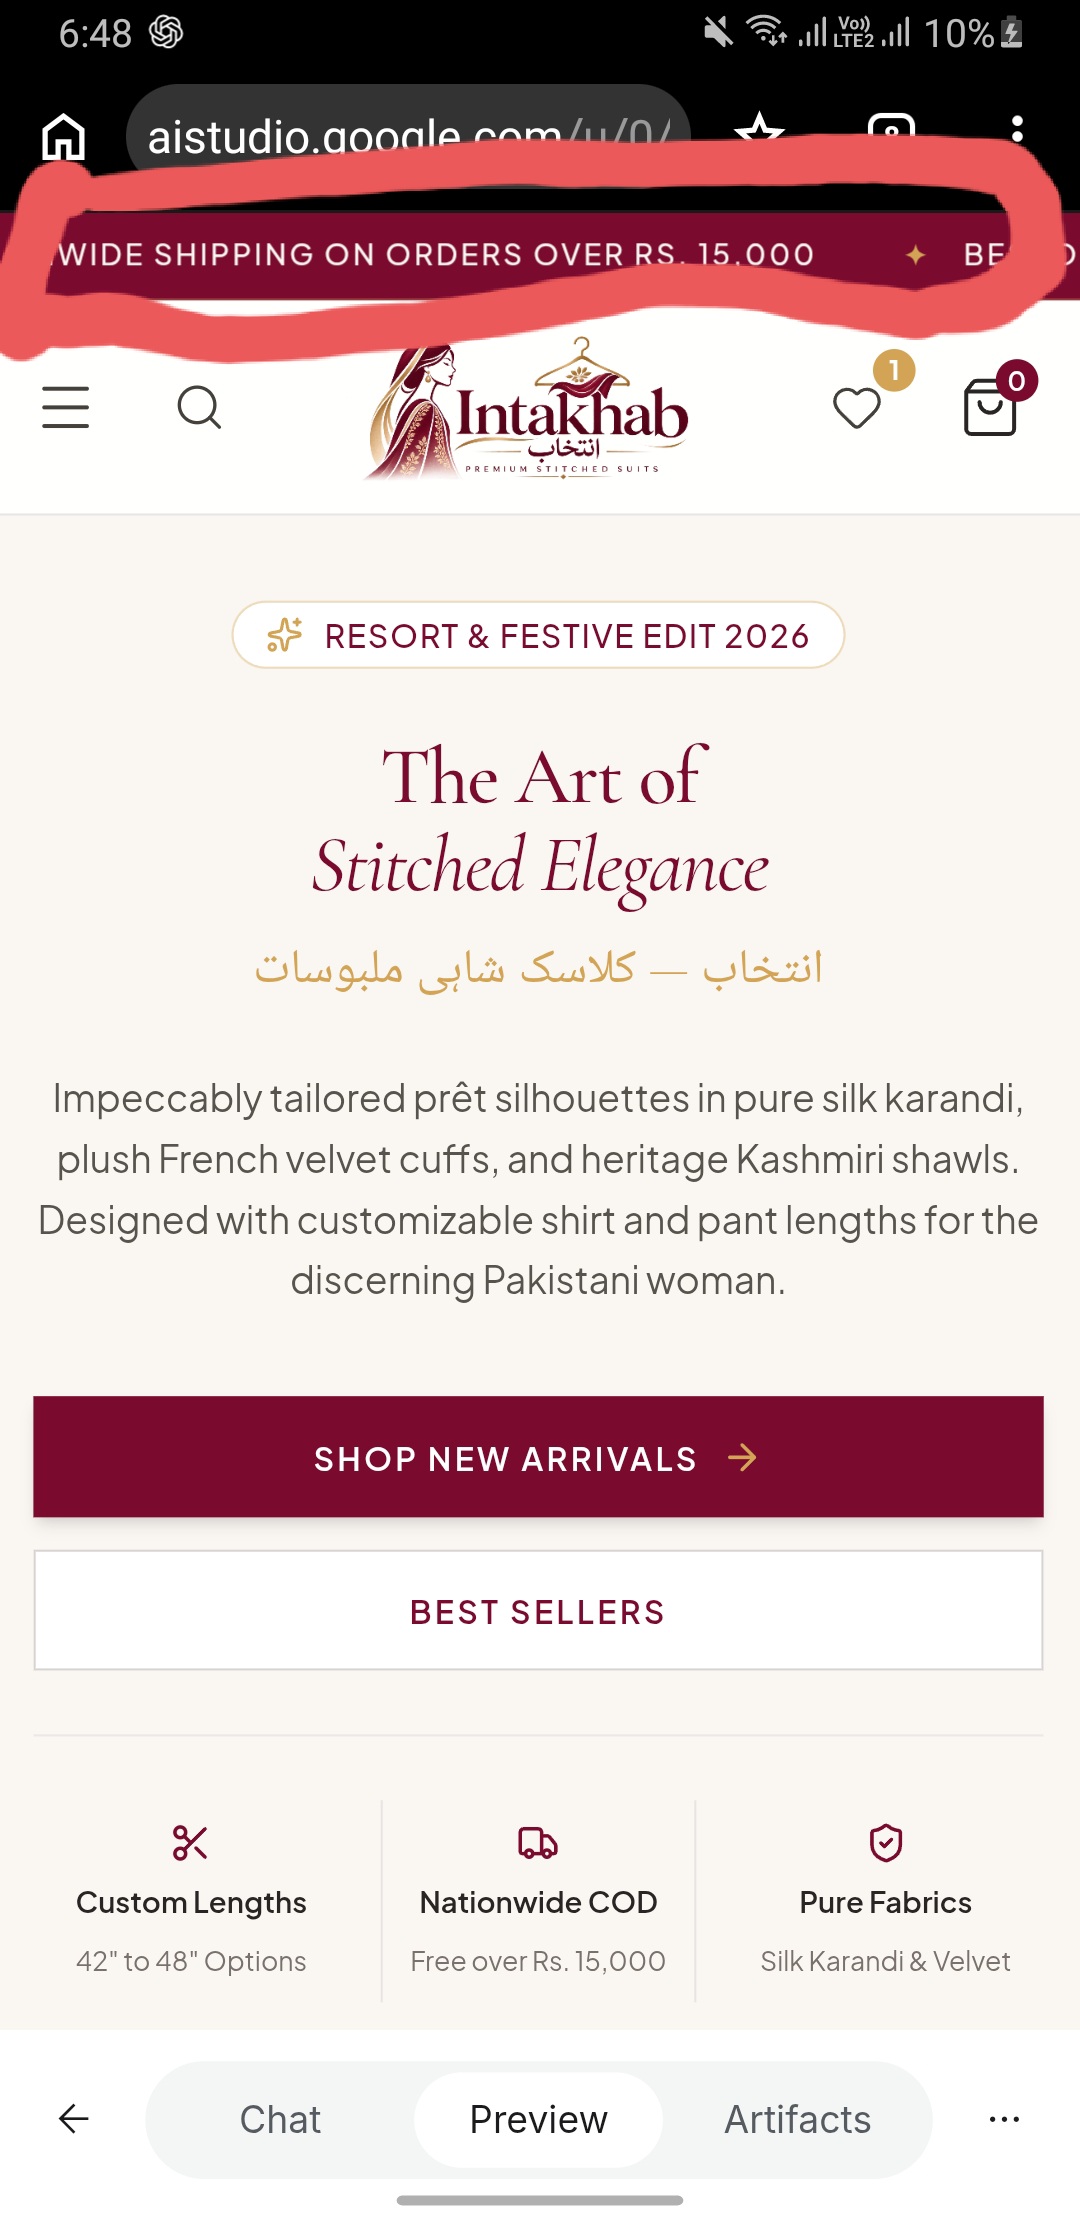 6:48
Vo))
LTE2
10%
aistudio.google.com/u/0/
WIDE SHIPPING ON ORDERS OVER RS. 15,000 ✦
1
0
Intakhab
انتخاب
PREMIUM STITCHED SUITS
RESORT & FESTIVE EDIT 2026
The Art of
Stitched Elegance
انتخاب — کلاسک شاہی ملبوسات
Impeccably tailored prêt silhouettes in pure silk karandi,
plush French velvet cuffs, and heritage Kashmiri shawls.
Designed with customizable shirt and pant lengths for the
discerning Pakistani woman.
SHOP NEW ARRIVALS →
BEST SELLERS
Custom Lengths
42" to 48" Options
Nationwide COD
Free over Rs. 15,000
Pure Fabrics
Silk Karandi & Velvet
Chat
Preview
Artifacts